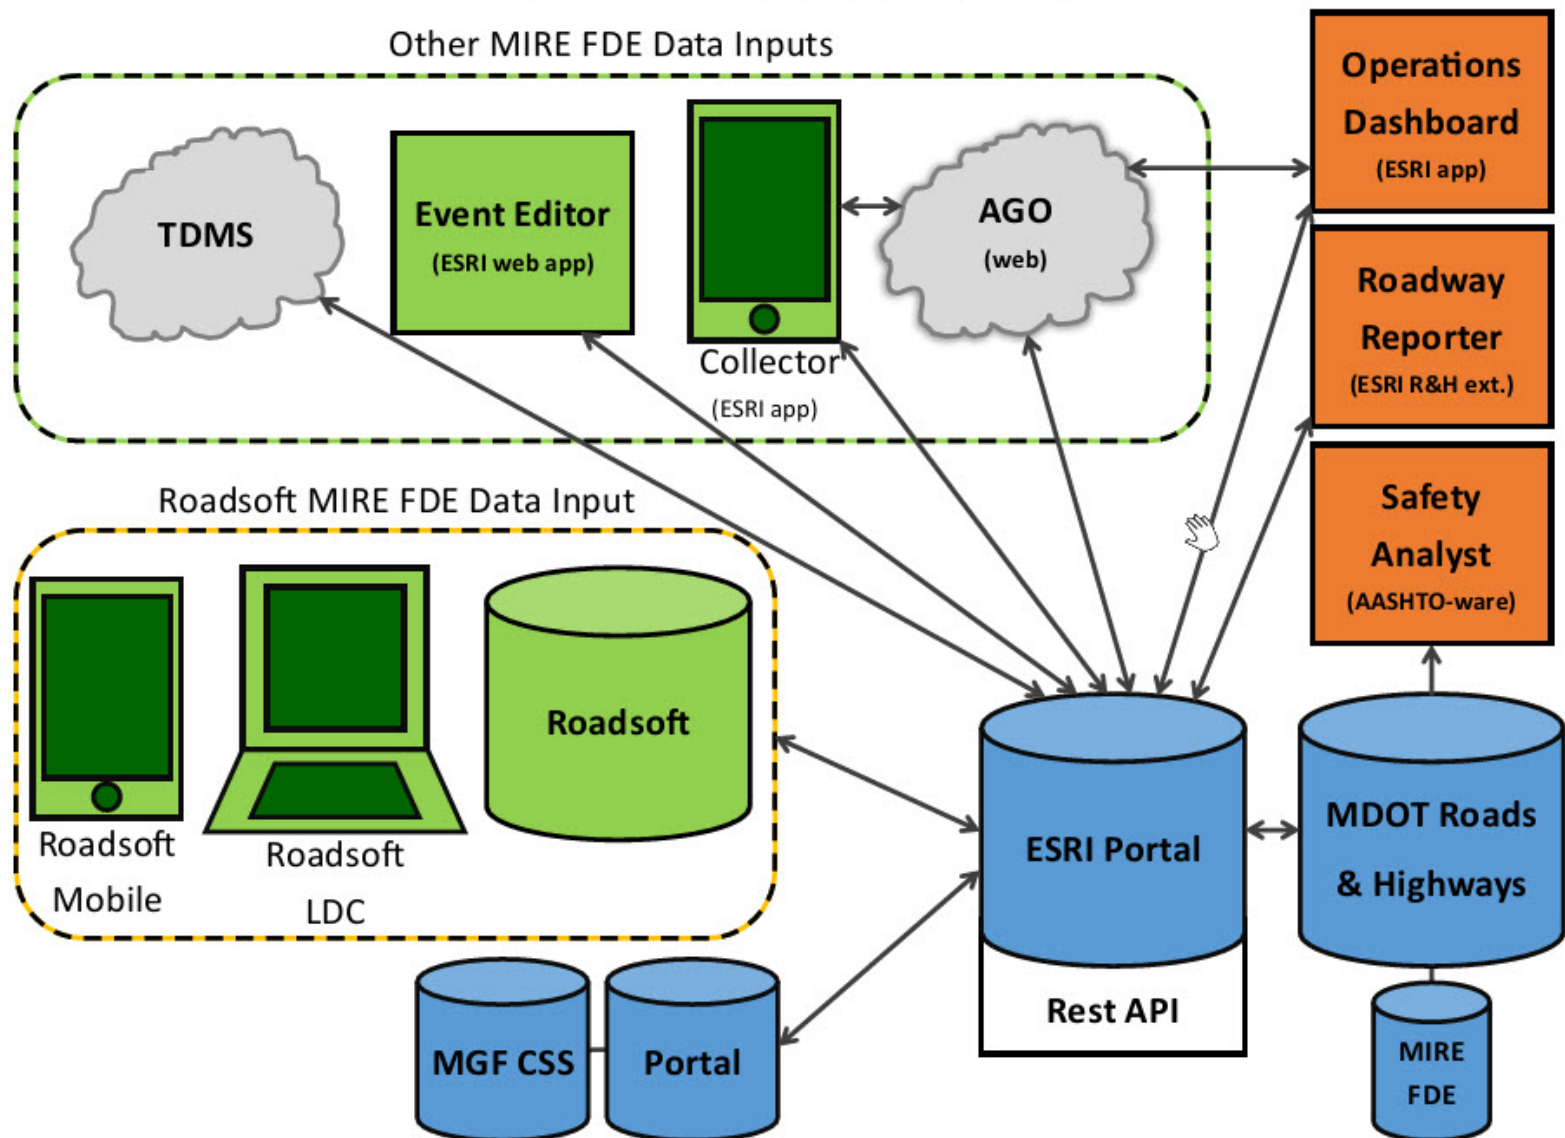 Other MIRE FDE Data Inputs
TDMS
Event Editor
(ESRI web app)
Collector
(ESRI app)
AGO
(web)
Operations
Dashboard
(ESRI app)
Roadway
Reporter
(ESRI R&H ext.)
Safety
Analyst
(AASHTO-ware)
Roadsoft MIRE FDE Data Input
Roadsoft
Mobile
Roadsoft
LDC
Roadsoft
ESRI Portal
Rest API
MDOT Roads
& Highways
MGF CSS
Portal
MIRE
FDE